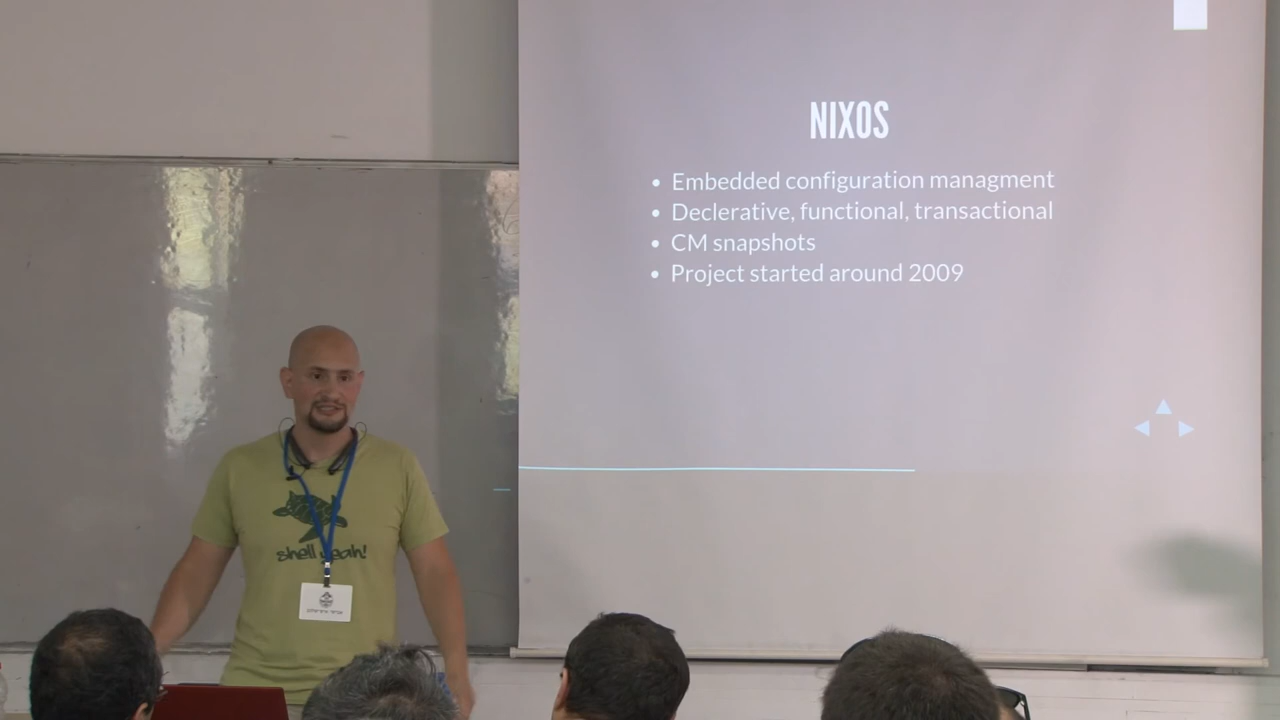 NIXOS
Embedded configuration managment
Declerative, functional, transactional
CM snapshots
Project started around 2009
shell yeah!